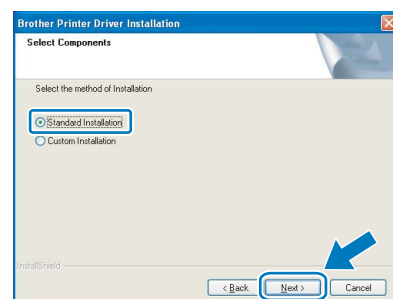 Brother Printer Driver Installation
Select Components
Select the method of Installation
Standard Installation
Custom Installation
InstallShield
< Back
Next >
Cancel